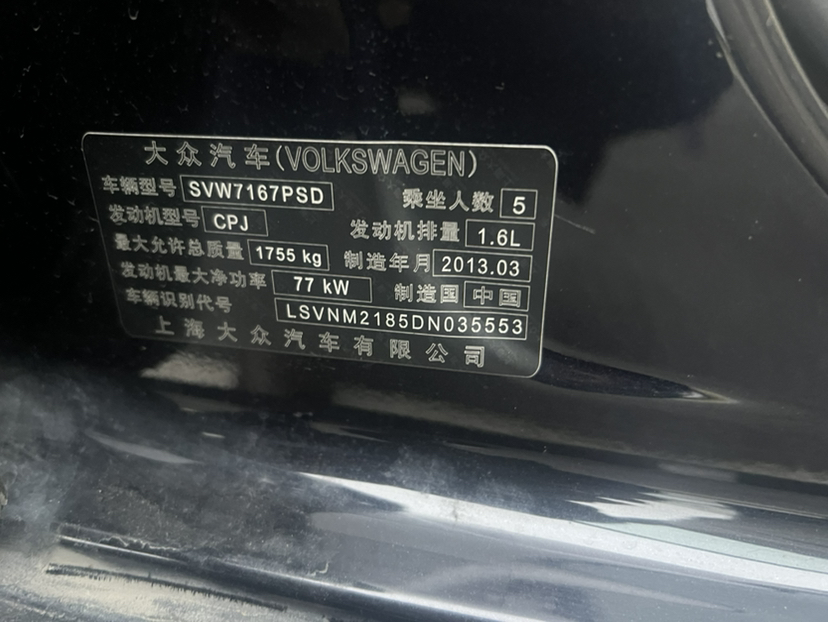 大众汽车(VOLKSWAGEN)
车辆型号 SVW7167PSD 乘坐人数 5
发动机型号 CPJ 发动机排量 1.6L
最大允许总质量 1755 kg 制造年月 2013.03
发动机最大净功率 77 kW 制造国 中国
车辆识别代号 LSVNM2185DN035553
上海大众汽车有限公司